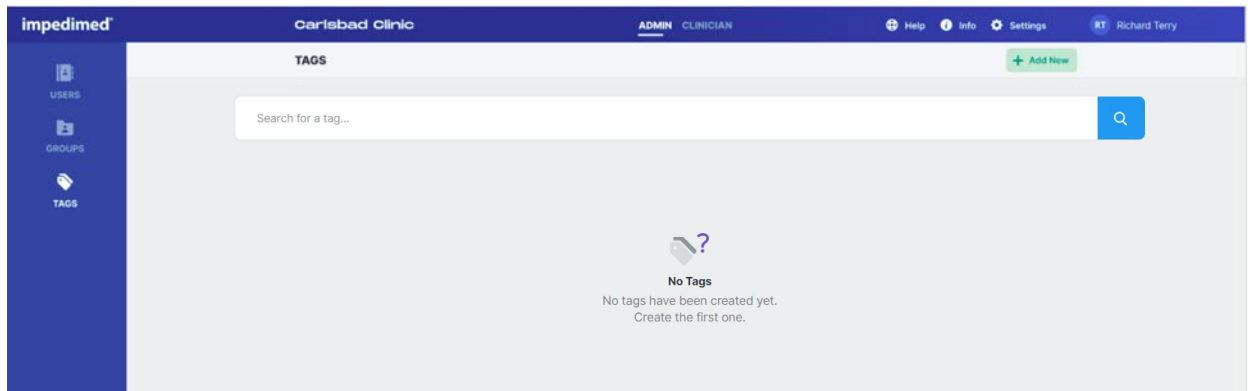 impedimed®
Carlsbad Clinic
ADMIN CLINICIAN
Help Info Settings RT Richard Terry
TAGS
+ Add New
USERS
GROUPS
TAGS
Search for a tag...
?
No Tags
No tags have been created yet.
Create the first one.